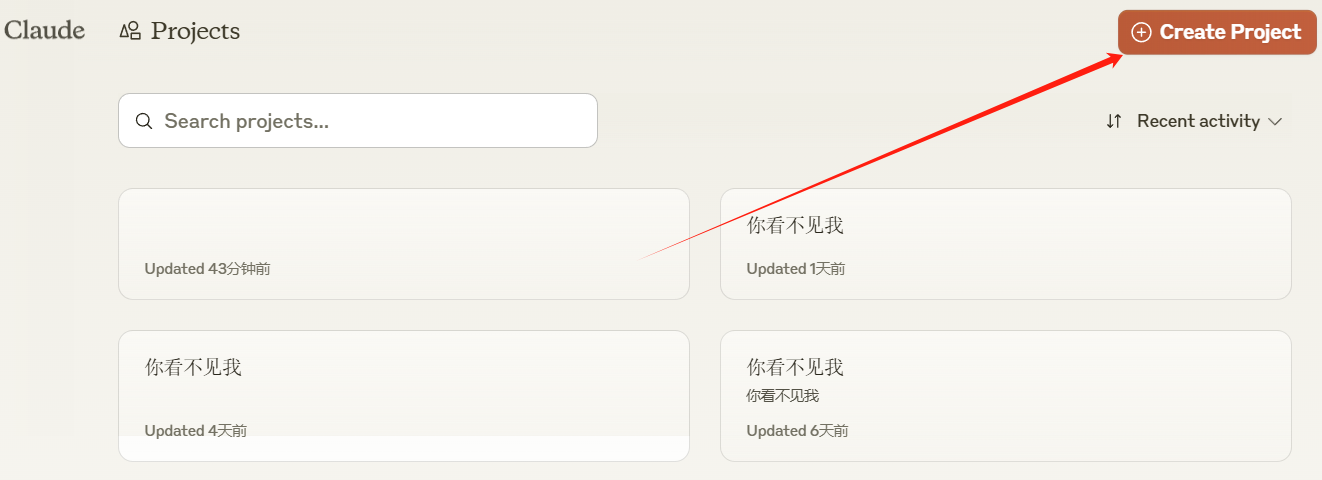 Claude
Projects
Create Project
Search projects...
Recent activity
Updated 43分钟前
你看不见我
Updated 1天前
你看不见我
Updated 4天前
你看不见我
你看不见我
Updated 6天前